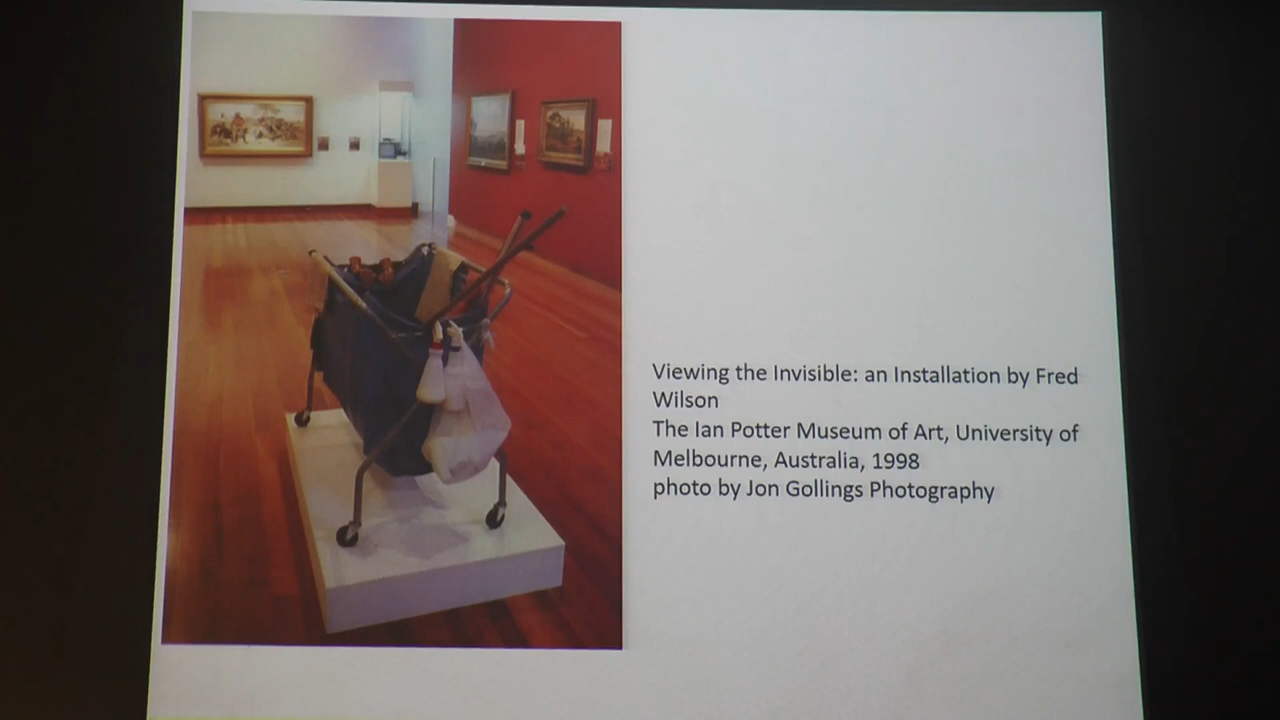 Viewing the Invisible: an Installation by Fred
Wilson
The Ian Potter Museum of Art, University of
Melbourne, Australia, 1998
photo by Jon Gollings Photography